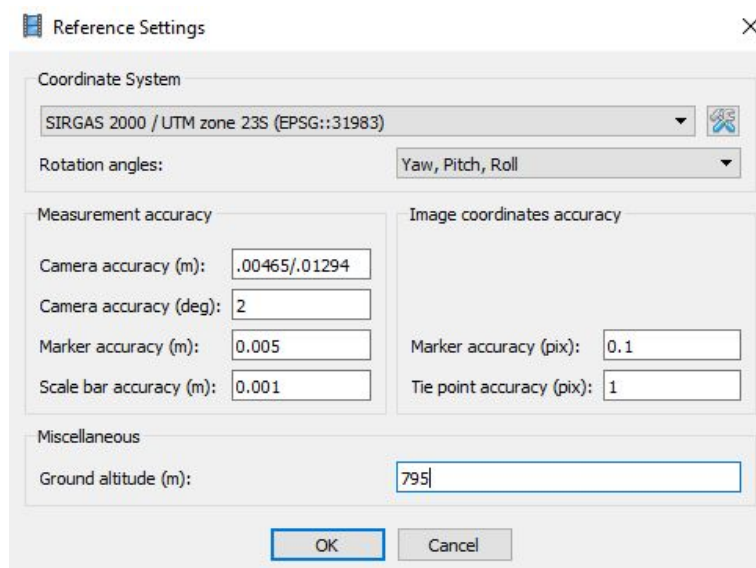 Reference Settings
Coordinate System
SIRGAS 2000 / UTM zone 23S (EPSG::31983)
Rotation angles: Yaw, Pitch, Roll
Measurement accuracy
Camera accuracy (m): .00465/.01294
Camera accuracy (deg): 2
Marker accuracy (m): 0.005
Scale bar accuracy (m): 0.001
Image coordinates accuracy
Marker accuracy (pix): 0.1
Tie point accuracy (pix): 1
Miscellaneous
Ground altitude (m): 795
OK Cancel